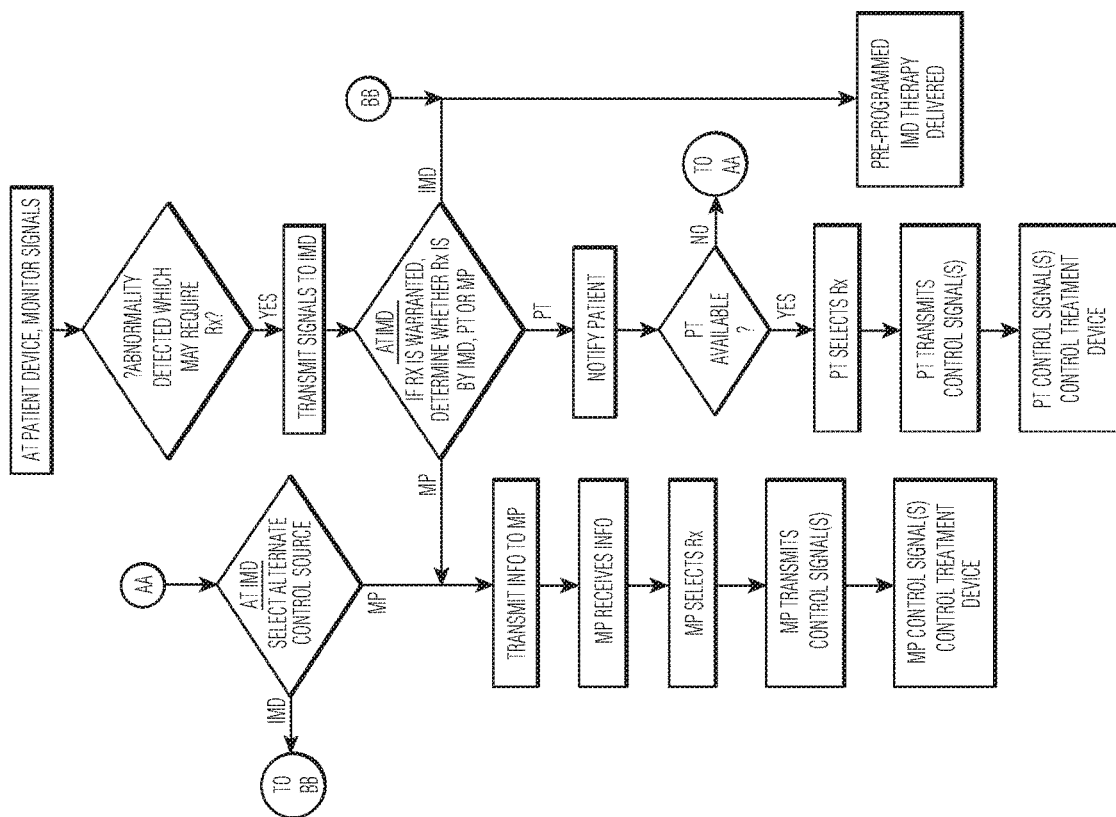 AT PATIENT DEVICE, MONITOR SIGNALS
?ABNORMALITY
DETECTED WHICH
MAY REQUIRE
Rx?
YES
TRANSMIT SIGNALS TO IMD
AT IMD
IF RX IS WARRANTED,
DETERMINE WHETHER Rx IS
BY IMD, PT OR MP
MP
IMD
PT
BB
PRE-PROGRAMMED
IMD THERAPY
DELIVERED
NOTIFY PATIENT
PT
AVAILABLE
?
NO
TO
AA
YES
PT SELECTS Rx
PT TRANSMITS
CONTROL SIGNAL(S)
PT CONTROL SIGNAL(S)
CONTROL TREATMENT
DEVICE
AA
AT IMD
SELECT ALTERNATE
CONTROL SOURCE
IMD
TO
BB
MP
TRANSMIT INFO TO MP
MP RECEIVES INFO
MP SELECTS Rx
MP TRANSMITS
CONTROL SIGNAL(S)
MP CONTROL SIGNAL(S)
CONTROL TREATMENT
DEVICE